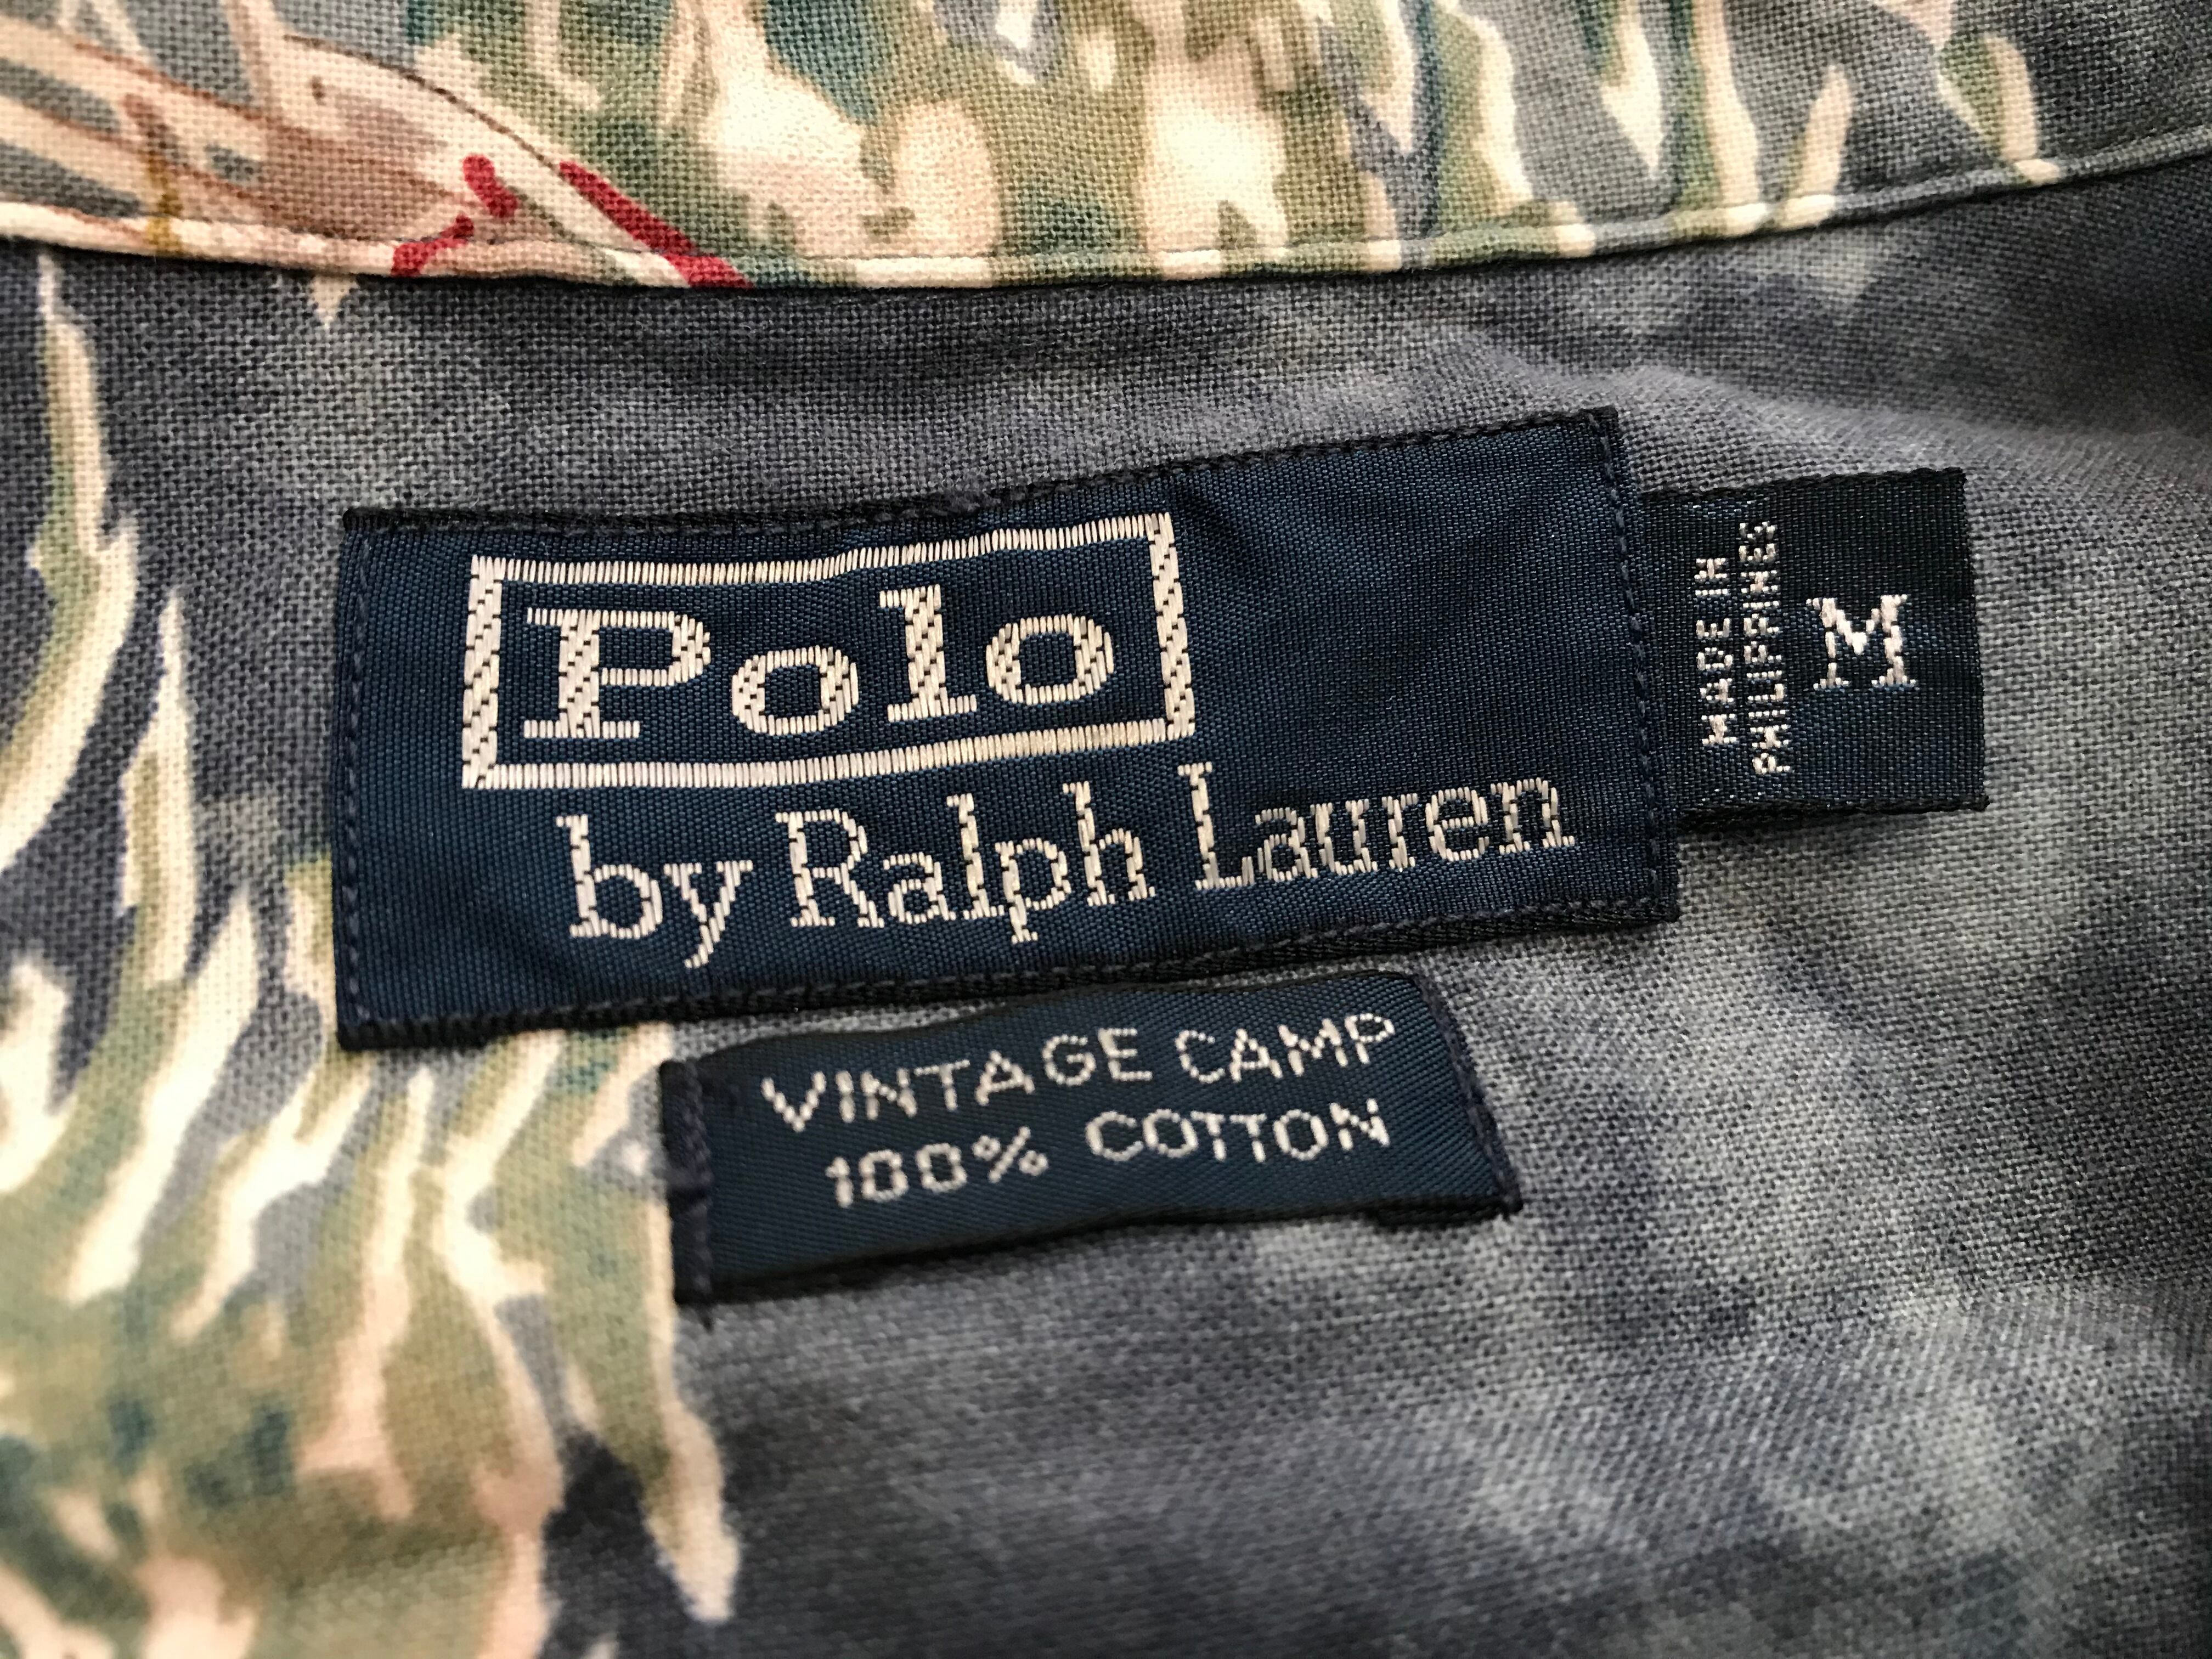 Polo
by Ralph Lauren
MADE IN
PHILIPPINES
M
VINTAGE CAMP
100% COTTON